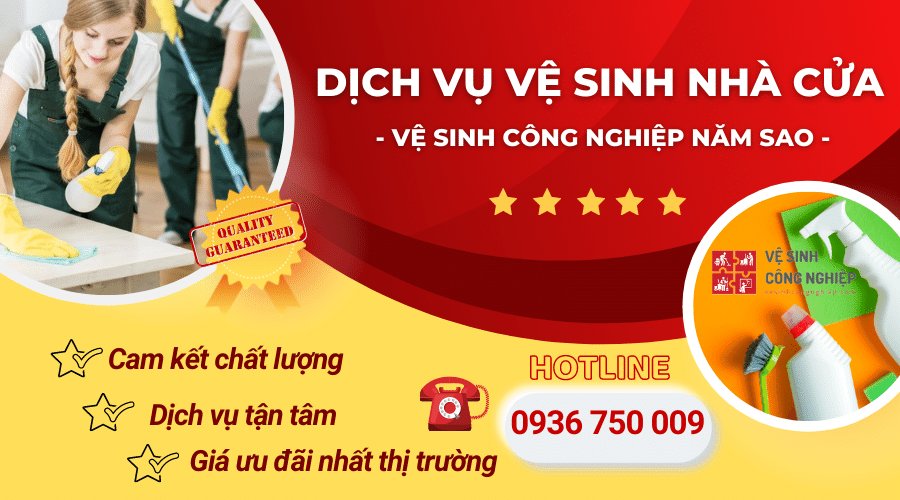 DỊCH VỤ VỆ SINH NHÀ CỬA
- VỆ SINH CÔNG NGHIỆP NĂM SAO -
QUALITY
GUARANTEED
VỆ SINH
CÔNG NGHIỆP
Cam kết chất lượng
Dịch vụ tận tâm
Giá ưu đãi nhất thị trường
HOTLINE
0936 750 009